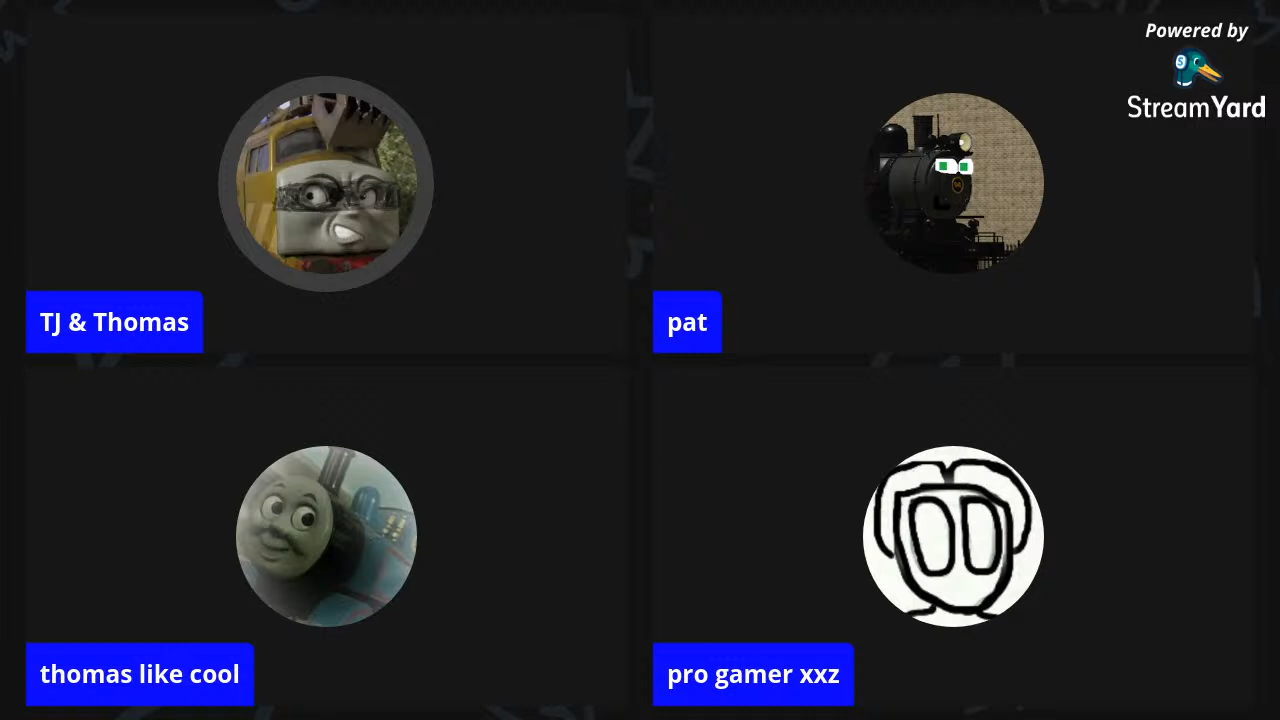 Powered by
StreamYard
TJ & Thomas
pat
thomas like cool
pro gamer xxz